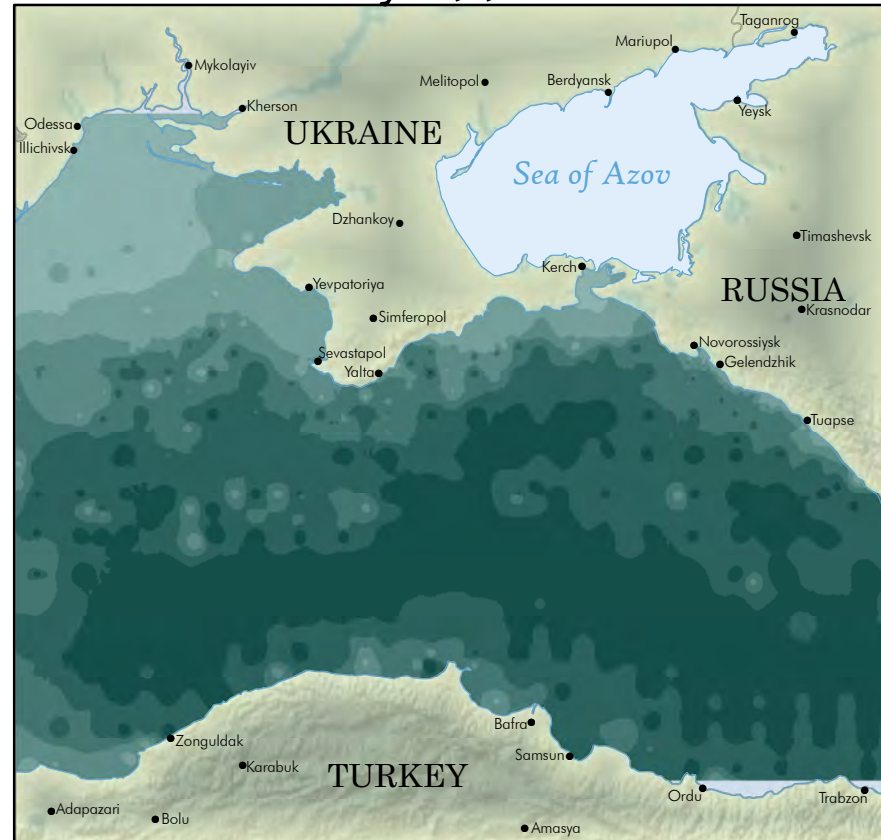 Taganrog
Mariupol
Mykolayiv
Melitopol
Berdyansk
Kherson
Yeysk
Odessa
UKRAINE
Illichivsk
Sea of Azov
Dzhankoy
Timashevsk
Kerch
Yevpatoriya
RUSSIA
Krasnodar
Simferopol
Novorossiysk
Sevastapol
Gelendzhik
Yalta
Tuapse
Bafra
Zonguldak
Samsun
Karabuk
TURKEY
Ordu
Trabzon
Adapazari
Bolu
Amasya